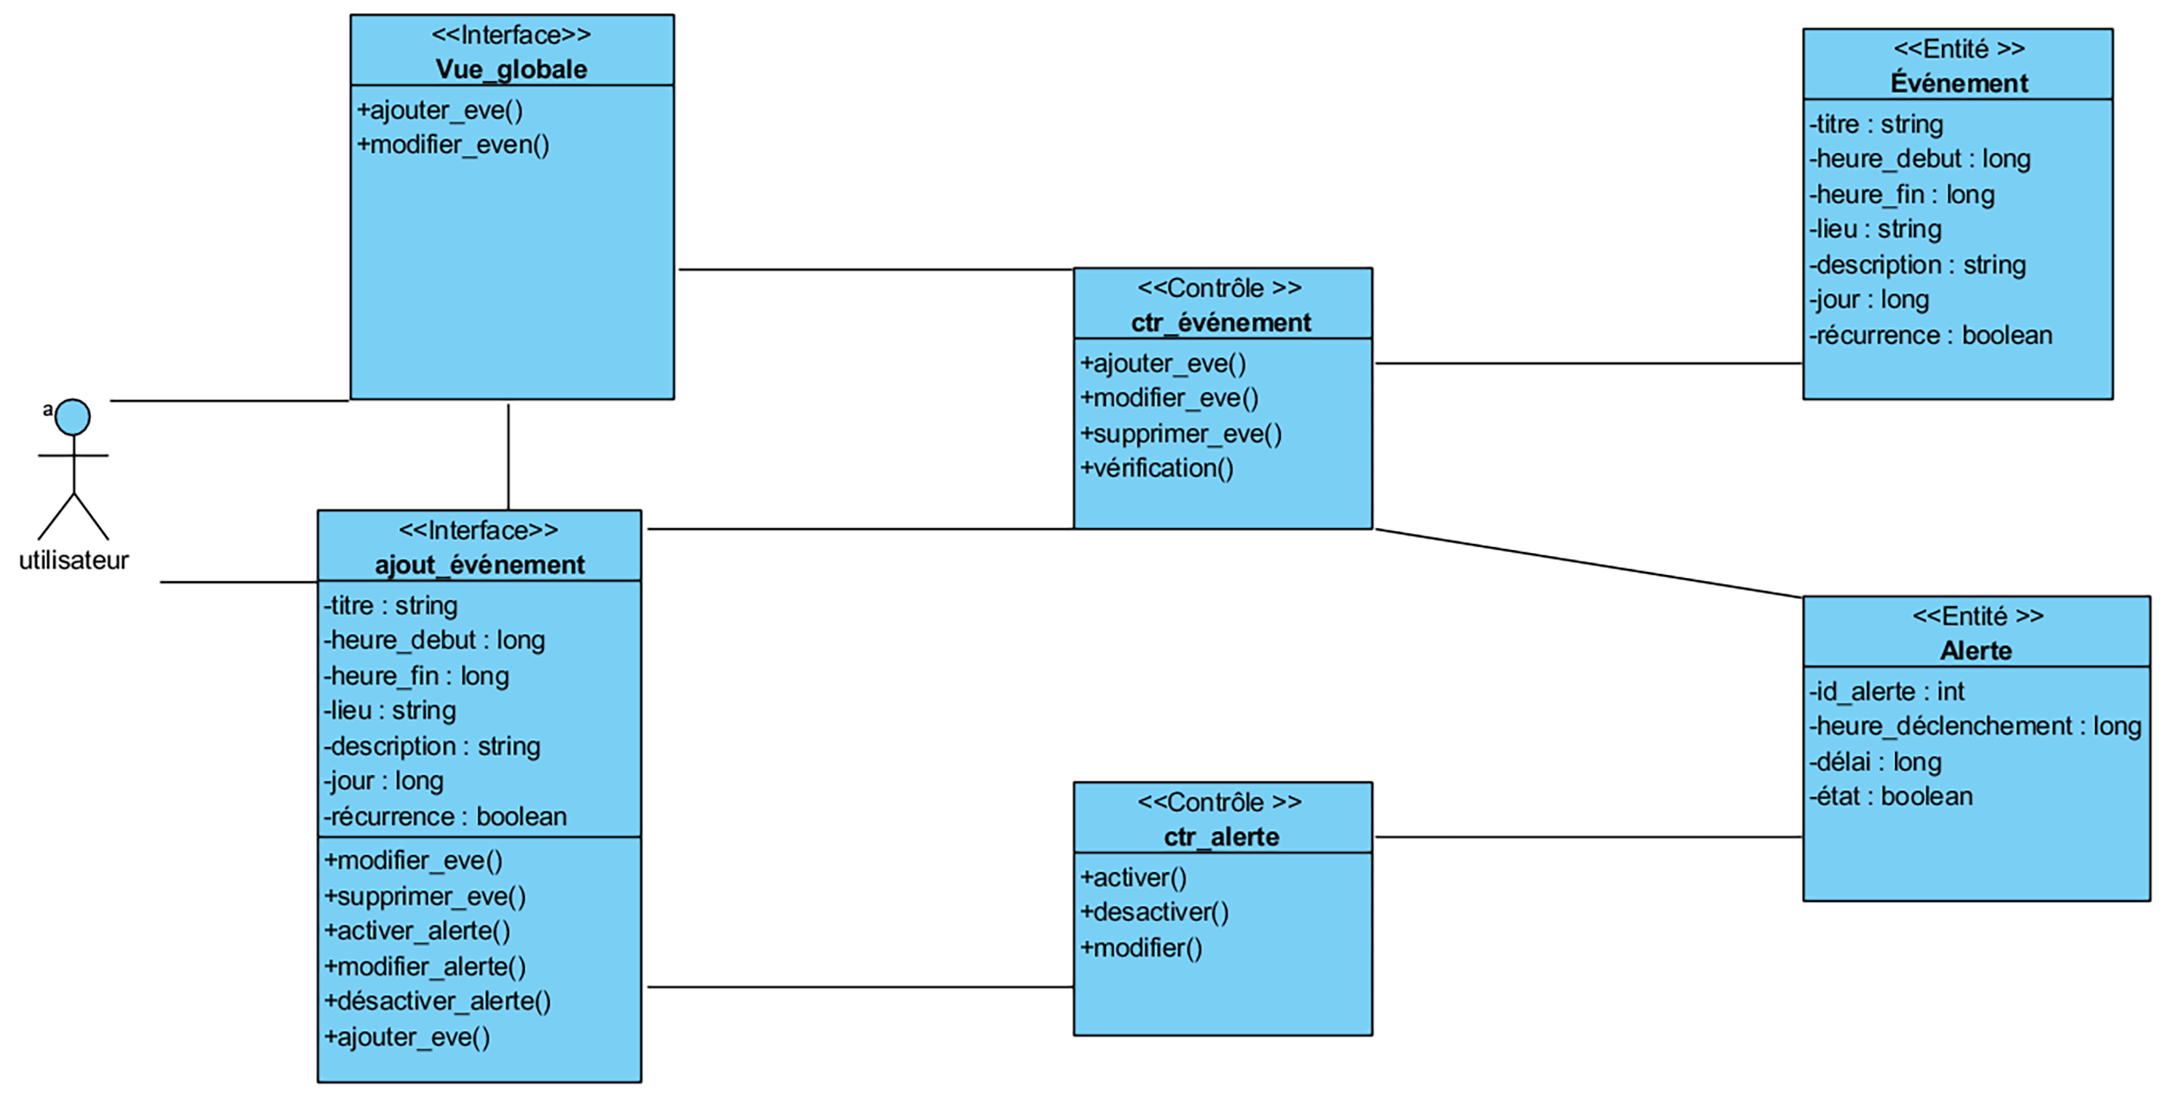 <<Interface>>
Vue_globale
+ajouter_eve()
+modifier_even()
<<Entité >>
Événement
-titre : string
-heure_debut : long
-heure_fin : long
-lieu : string
-description : string
-jour : long
-récurrence : boolean
<<Contrôle >>
ctr_événement
+ajouter_eve()
+modifier_eve()
+supprimer_eve()
+vérification()
a
utilisateur
<<Interface>>
ajout_événement
-titre : string
-heure_debut : long
-heure_fin : long
-lieu : string
-description : string
-jour : long
-récurrence : boolean
+modifier_eve()
+supprimer_eve()
+activer_alerte()
+modifier_alerte()
+désactiver_alerte()
+ajouter_eve()
<<Contrôle >>
ctr_alerte
+activer()
+desactiver()
+modifier()
<<Entité >>
Alerte
-id_alerte : int
-heure_déclenchement : long
-délai : long
-état : boolean